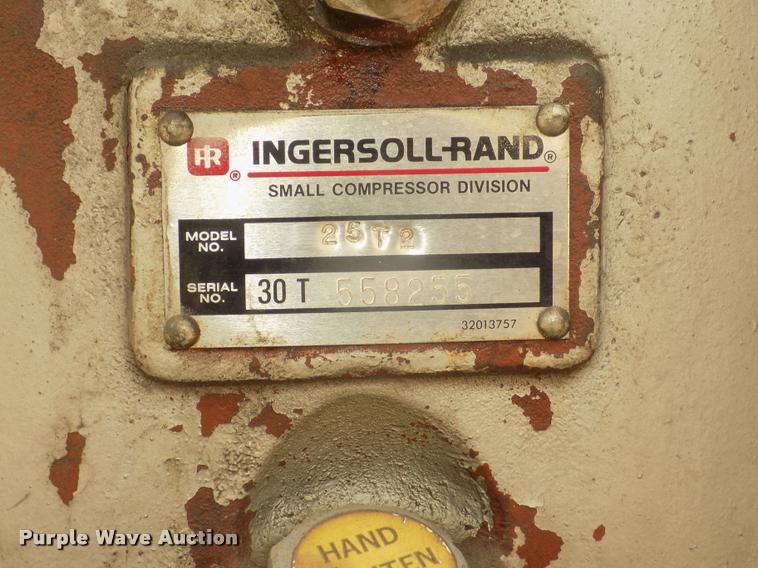 IR ® INGERSOLL-RAND®
SMALL COMPRESSOR DIVISION
MODEL NO. 25T2
SERIAL NO. 30 T 558255
32013757
HAND
Purple Wave Auction